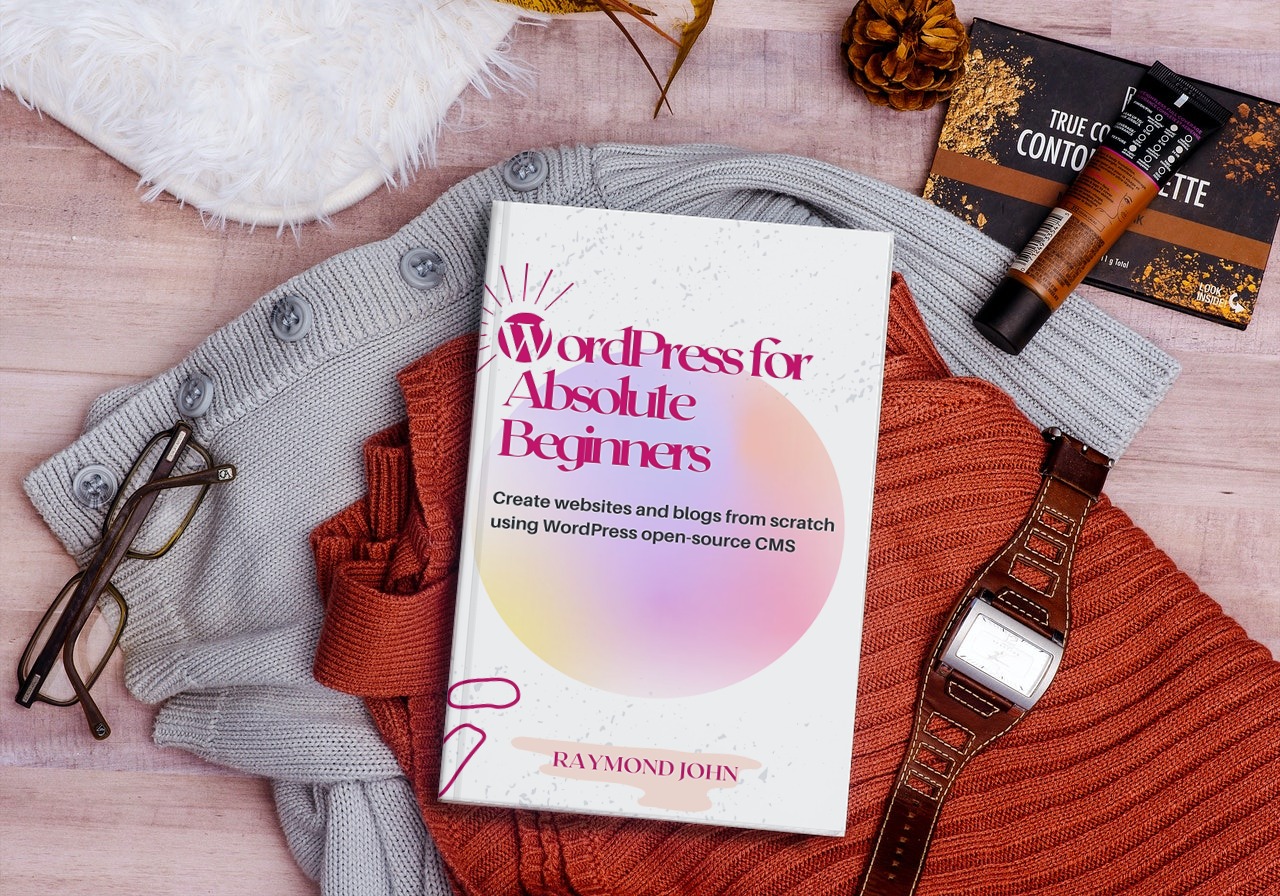 WordPress for
Absolute
Beginners
Create websites and blogs from scratch
using WordPress open-source CMS
RAYMOND JOHN
TRUE CO
CONTO
ETTE
LOOK
INSIDE